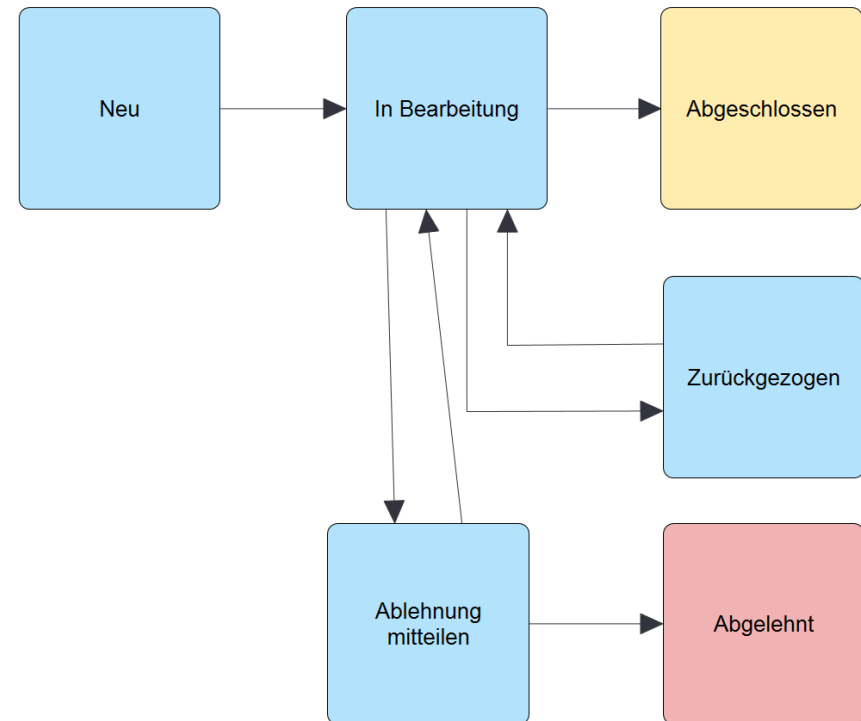 Neu
In Bearbeitung
Abgeschlossen
Zurückgezogen
Ablehnung
mitteilen
Abgelehnt